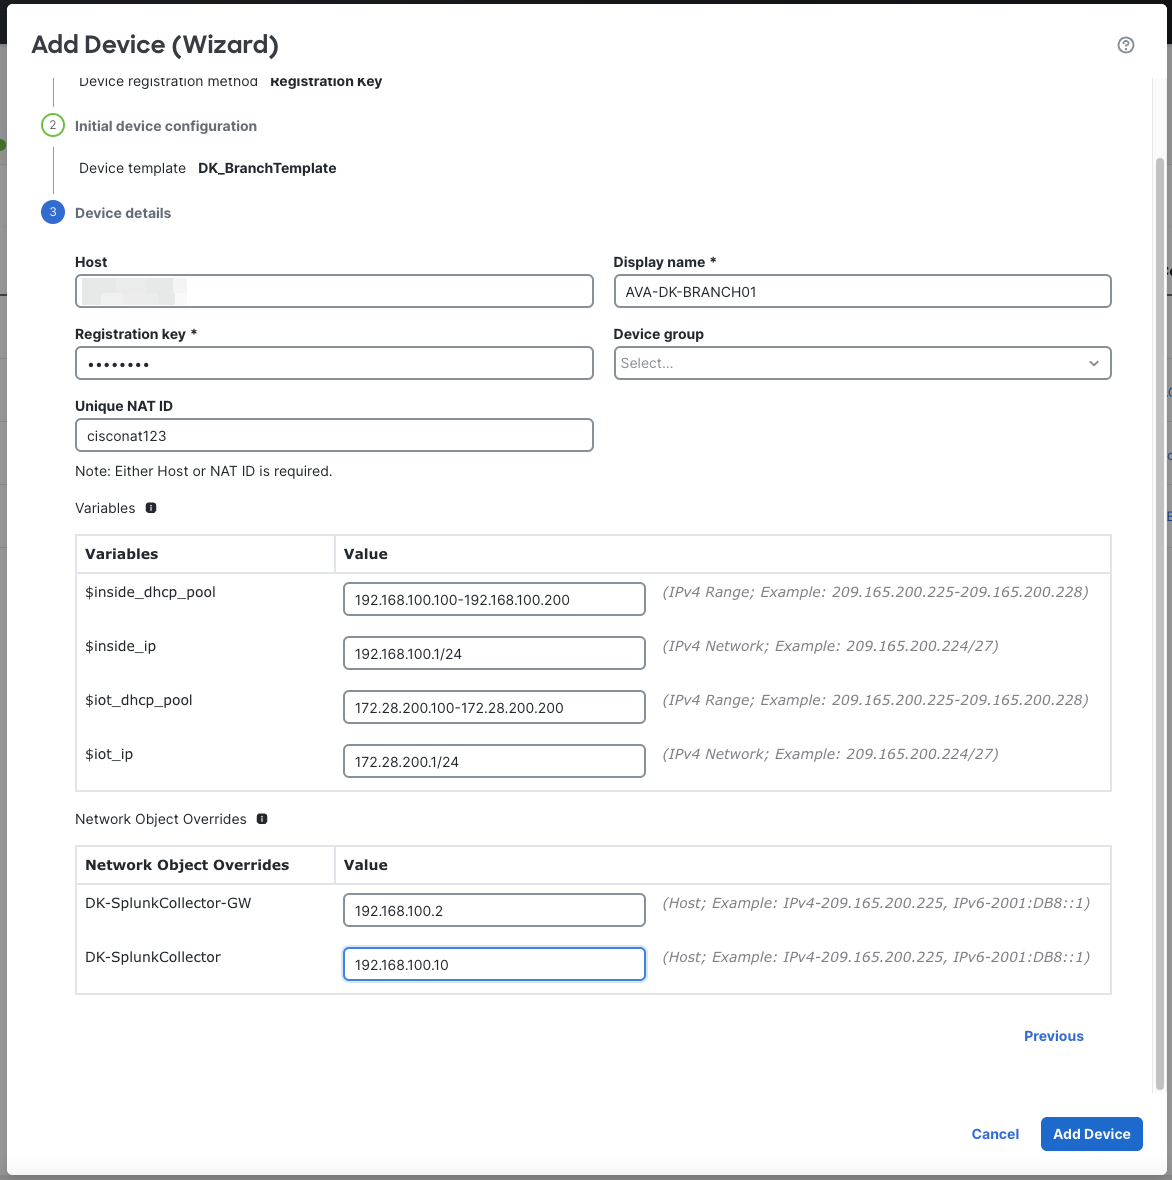 Add Device (Wizard)
Device registration method Registration Key
2 Initial device configuration
Device template DK_BranchTemplate
3 Device details
Host Display name *
AVA-DK-BRANCH01
Registration key * Device group
•••••••• Select...
Unique NAT ID
cisconat123
Note: Either Host or NAT ID is required.
Variables
Variables Value
$inside_dhcp_pool 192.168.100.100-192.168.100.200 (IPv4 Range; Example: 209.165.200.225-209.165.200.228)
$inside_ip 192.168.100.1/24 (IPv4 Network; Example: 209.165.200.224/27)
$iot_dhcp_pool 172.28.200.100-172.28.200.200 (IPv4 Range; Example: 209.165.200.225-209.165.200.228)
$iot_ip 172.28.200.1/24 (IPv4 Network; Example: 209.165.200.224/27)
Network Object Overrides
Network Object Overrides Value
DK-SplunkCollector-GW 192.168.100.2 (Host; Example: IPv4-209.165.200.225, IPv6-2001:DB8::1)
DK-SplunkCollector 192.168.100.10 (Host; Example: IPv4-209.165.200.225, IPv6-2001:DB8::1)
Previous
Cancel Add Device